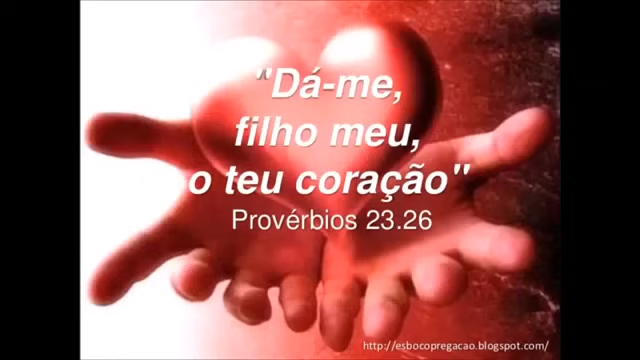 "Dá-me,
filho meu,
o teu coração"
Provérbios 23.26
http://esbocopregacao.blogspot.com/